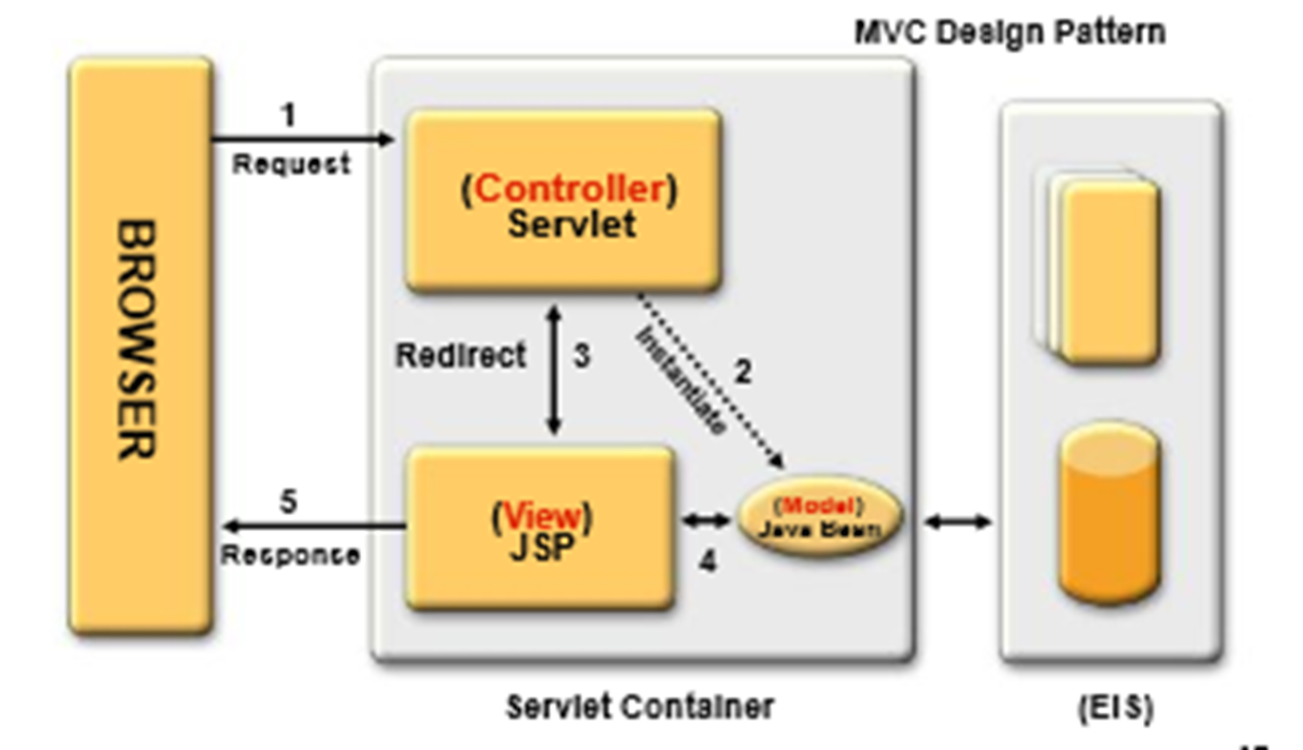 MVC Design Pattern
1
Request
BROWSER
(Controller)
Servlet
Redirect
3
Instantiate
2
5
Response
(View)
JSP
4
(Model)
Java Bean
Servlet Container
(EIS)